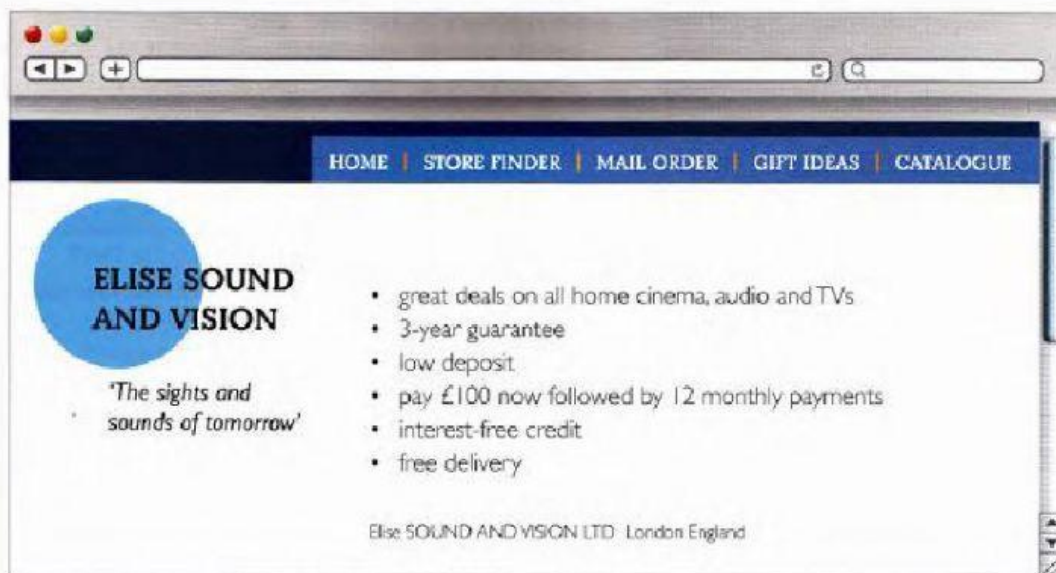 HOME | STORE FINDER | MAIL ORDER | GIFT IDEAS | CATALOGUE
ELISE SOUND
AND VISION
'The sights and
sounds of tomorrow'
• great deals on all home cinema, audio and TVs
• 3-year guarantee
• low deposit
• pay £100 now followed by 12 monthly payments
• interest-free credit
• free delivery
Elise SOUND AND VISION LTD London England